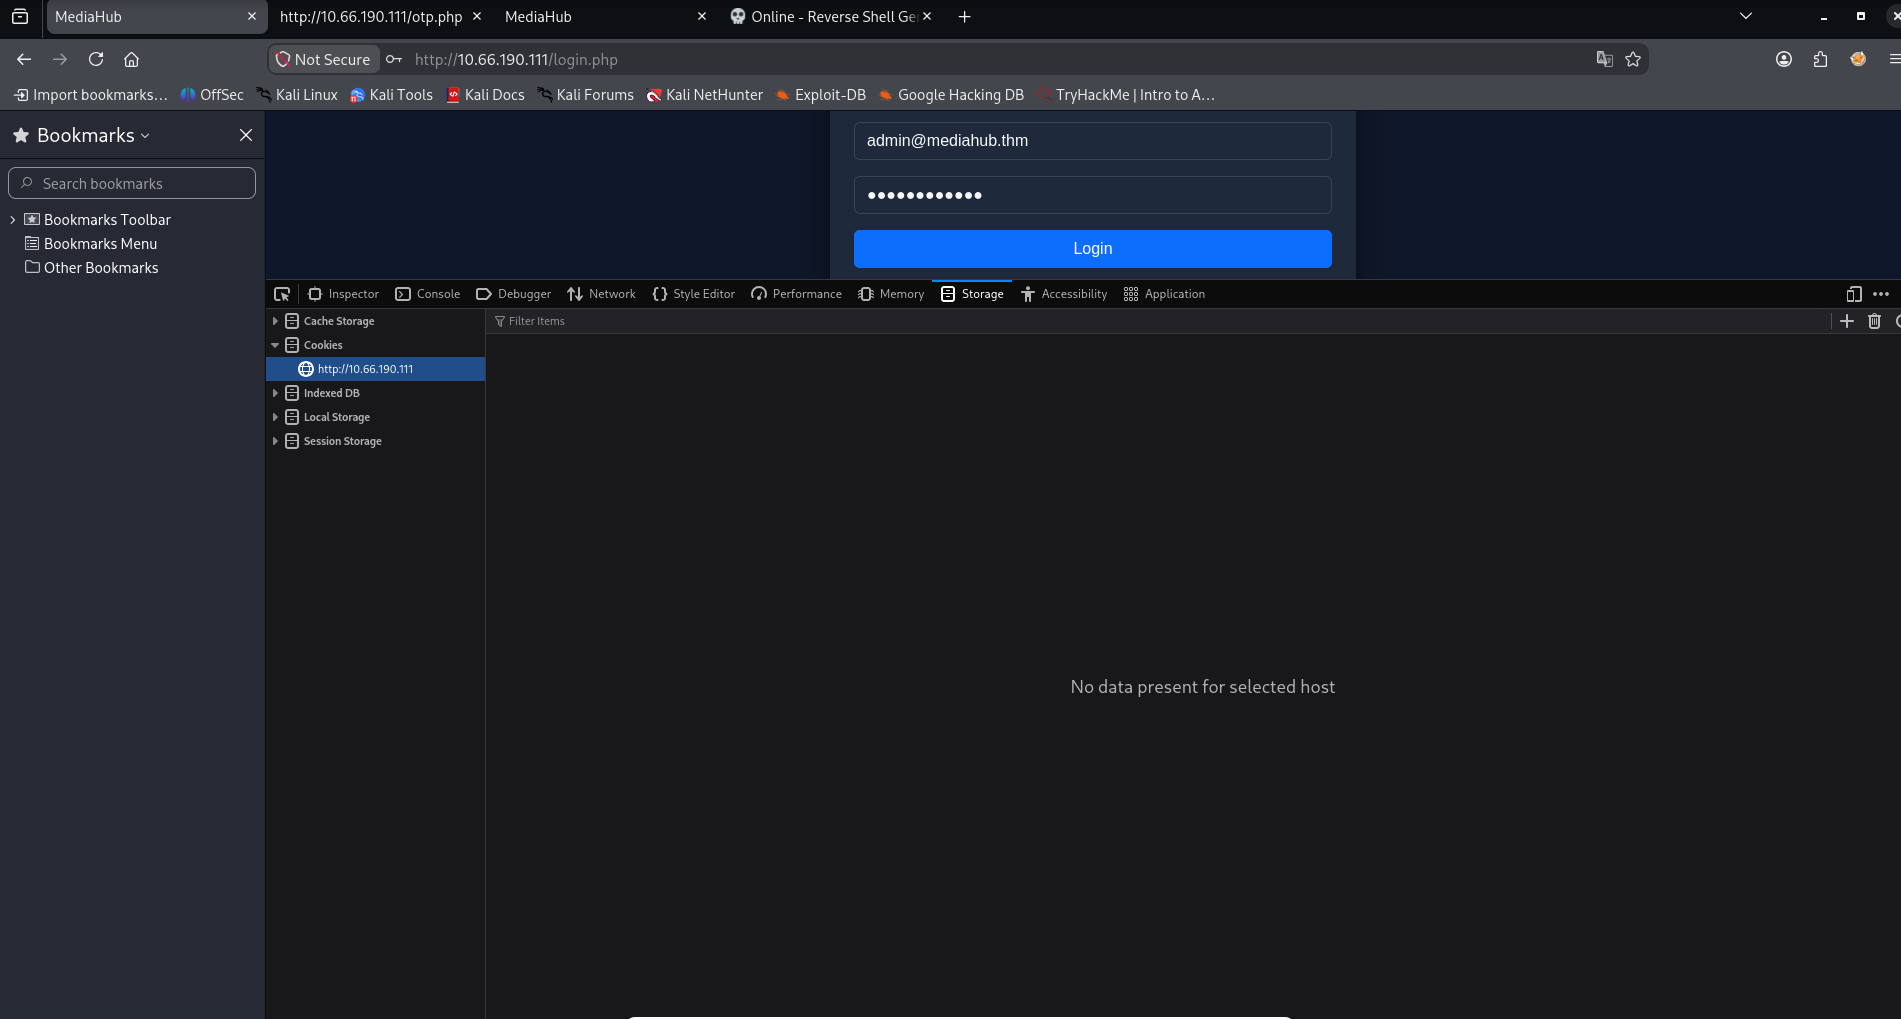 MediaHub
http://10.66.190.111/otp.php
MediaHub
Online - Reverse Shell Ge
Not Secure
http://10.66.190.111/login.php
Import bookmarks...
OffSec
Kali Linux
Kali Tools
Kali Docs
Kali Forums
Kali NetHunter
Exploit-DB
Google Hacking DB
TryHackMe | Intro to A...
Bookmarks
Search bookmarks
Bookmarks Toolbar
Bookmarks Menu
Other Bookmarks
admin@mediahub.thm
●●●●●●●●●●●●
Login
Inspector
Console
Debugger
Network
Style Editor
Performance
Memory
Storage
Accessibility
Application
Cache Storage
Cookies
http://10.66.190.111
Indexed DB
Local Storage
Session Storage
Filter Items
No data present for selected host